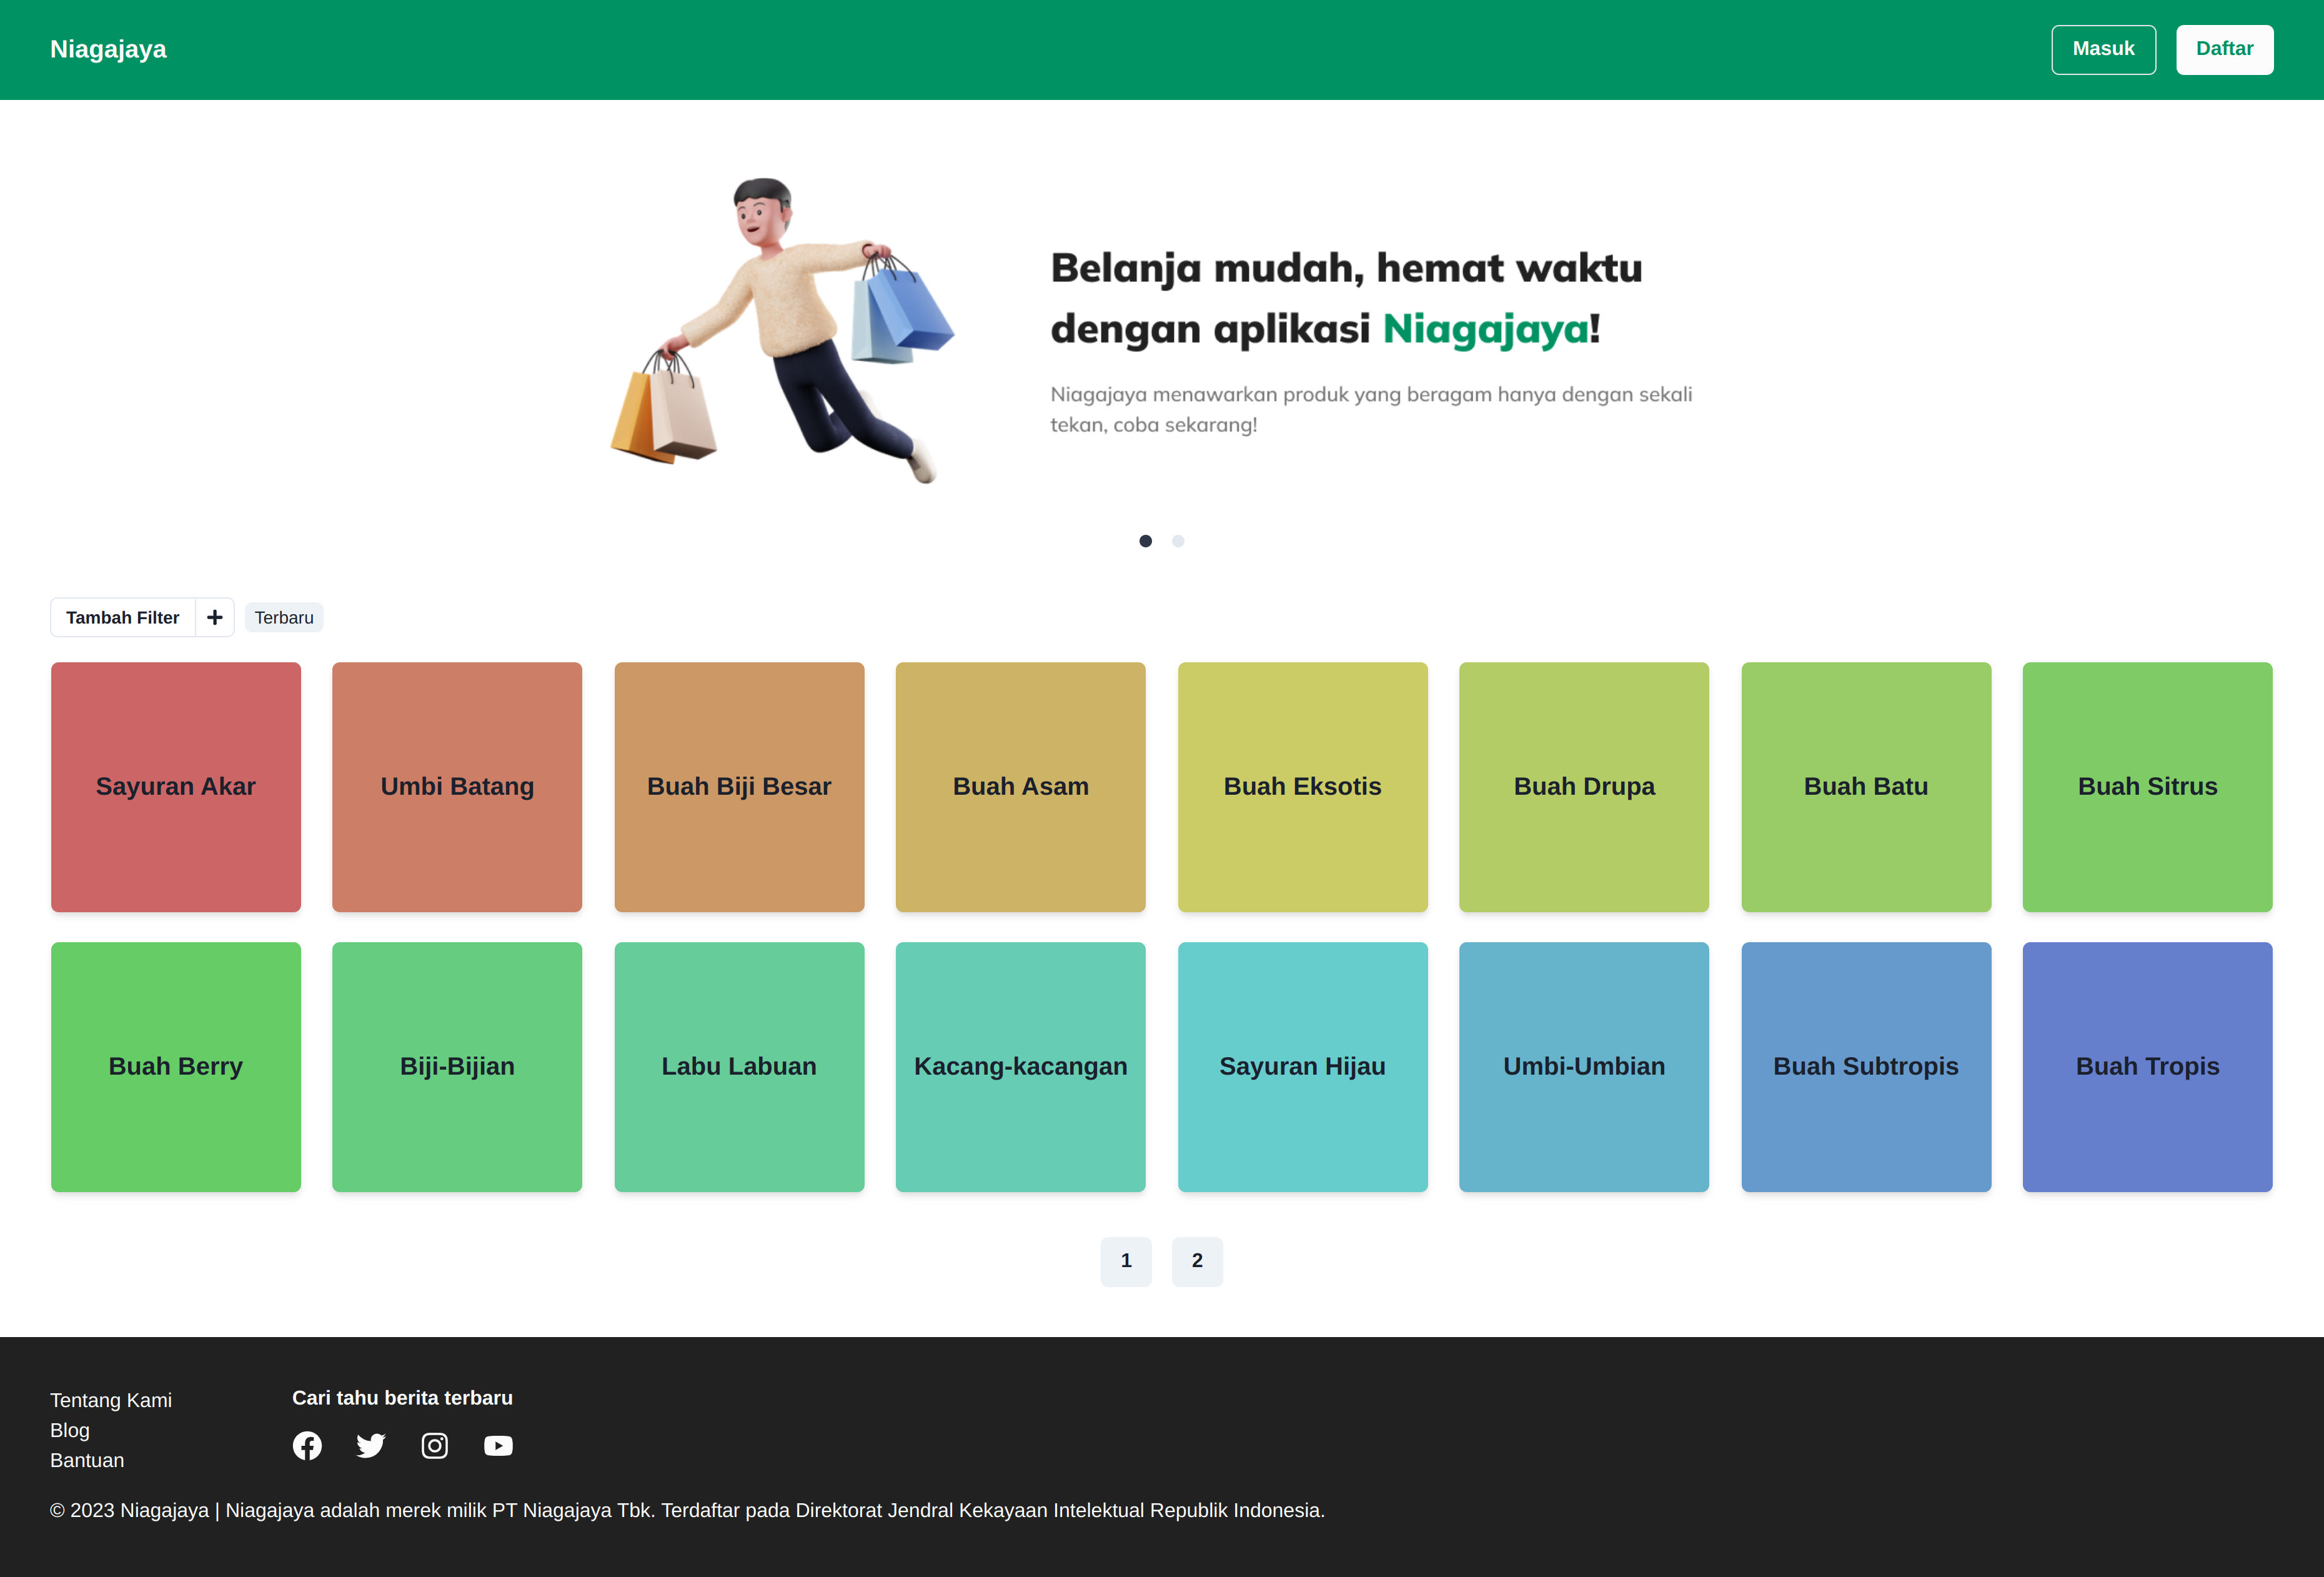 Niagajaya
Masuk
Daftar
Belanja mudah, hemat waktu
dengan aplikasi Niagajaya!
Niagajaya menawarkan produk yang beragam hanya dengan sekali
tekan, coba sekarang!
Tambah Filter
Terbaru
Sayuran Akar
Umbi Batang
Buah Biji Besar
Buah Asam
Buah Eksotis
Buah Drupa
Buah Batu
Buah Sitrus
Buah Berry
Biji-Bijian
Labu Labuan
Kacang-kacangan
Sayuran Hijau
Umbi-Umbian
Buah Subtropis
Buah Tropis
1
2
Tentang Kami
Blog
Bantuan
Cari tahu berita terbaru
© 2023 Niagajaya | Niagajaya adalah merek milik PT Niagajaya Tbk. Terdaftar pada Direktorat Jendral Kekayaan Intelektual Republik Indonesia.